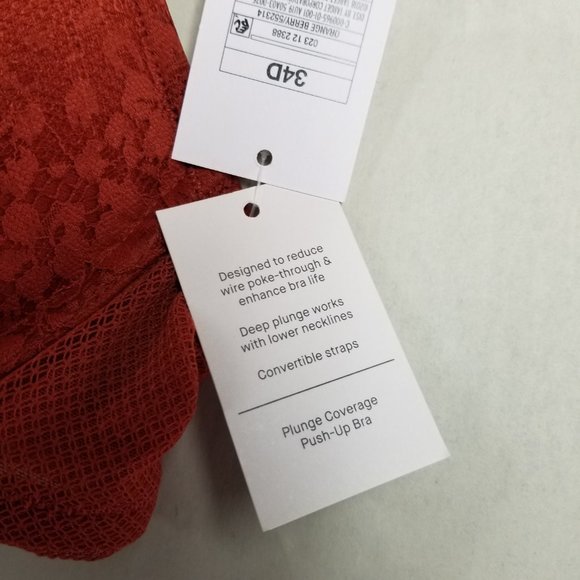 34D
023 12 2388
ORANGE BERRY/SS2314
Designed to reduce
wire poke-through &
enhance bra life
Deep plunge works
with lower necklines
Convertible straps
Plunge Coverage
Push-Up Bra